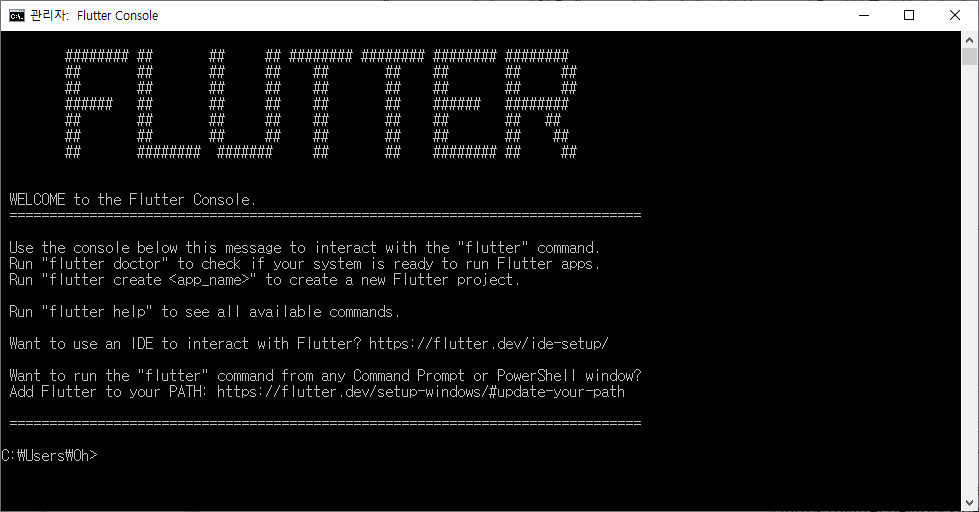 관리자: Flutter Console
FLUTTER
WELCOME to the Flutter Console.
================================================================================
Use the console below this message to interact with the "flutter" command.
Run "flutter doctor" to check if your system is ready to run Flutter apps.
Run "flutter create <app_name>" to create a new Flutter project.
Run "flutter help" to see all available commands.
Want to use an IDE to interact with Flutter? https://flutter.dev/ide-setup/
Want to run the "flutter" command from any Command Prompt or PowerShell window?
Add Flutter to your PATH: https://flutter.dev/setup-windows/#update-your-path
================================================================================
C:₩Users₩Oh>